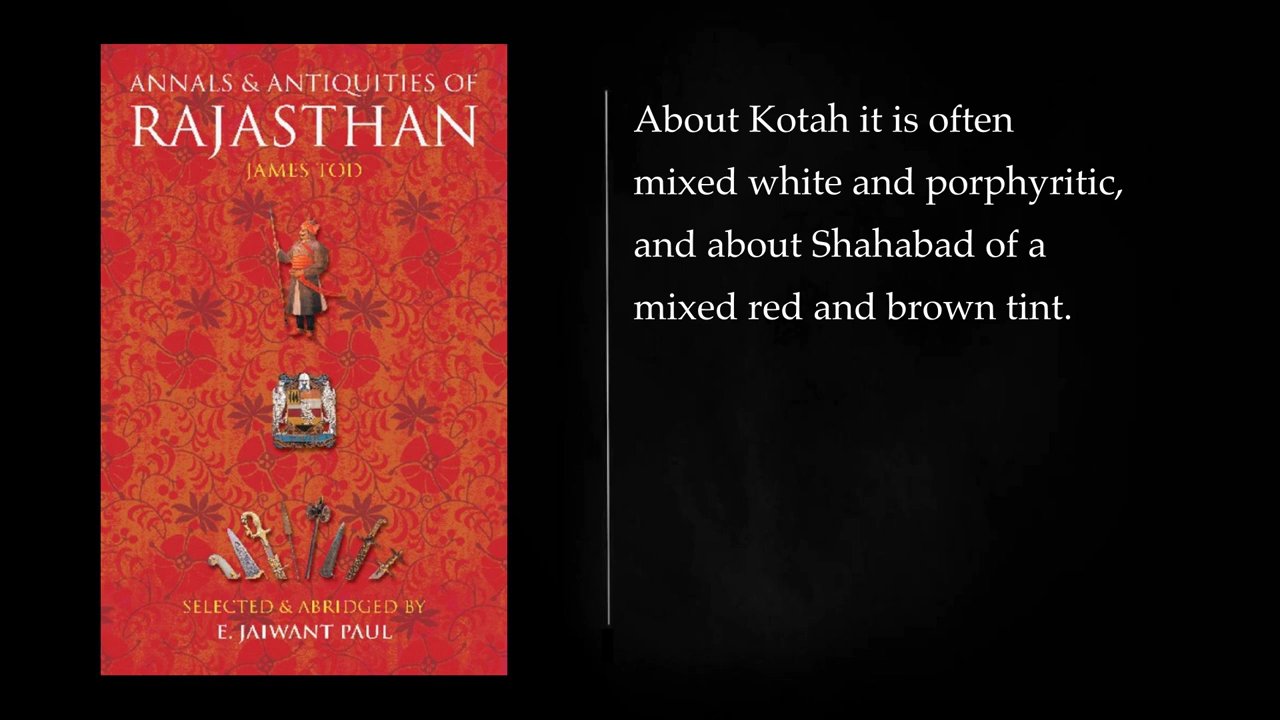 ANNALS & ANTIQUITIES OF
RAJASTHAN
JAMES TOD
SELECTED & ABRIDGED BY
E. JAIWANT PAUL
About Kotah it is often
mixed white and porphyritic,
and about Shahabad of a
mixed red and brown tint.